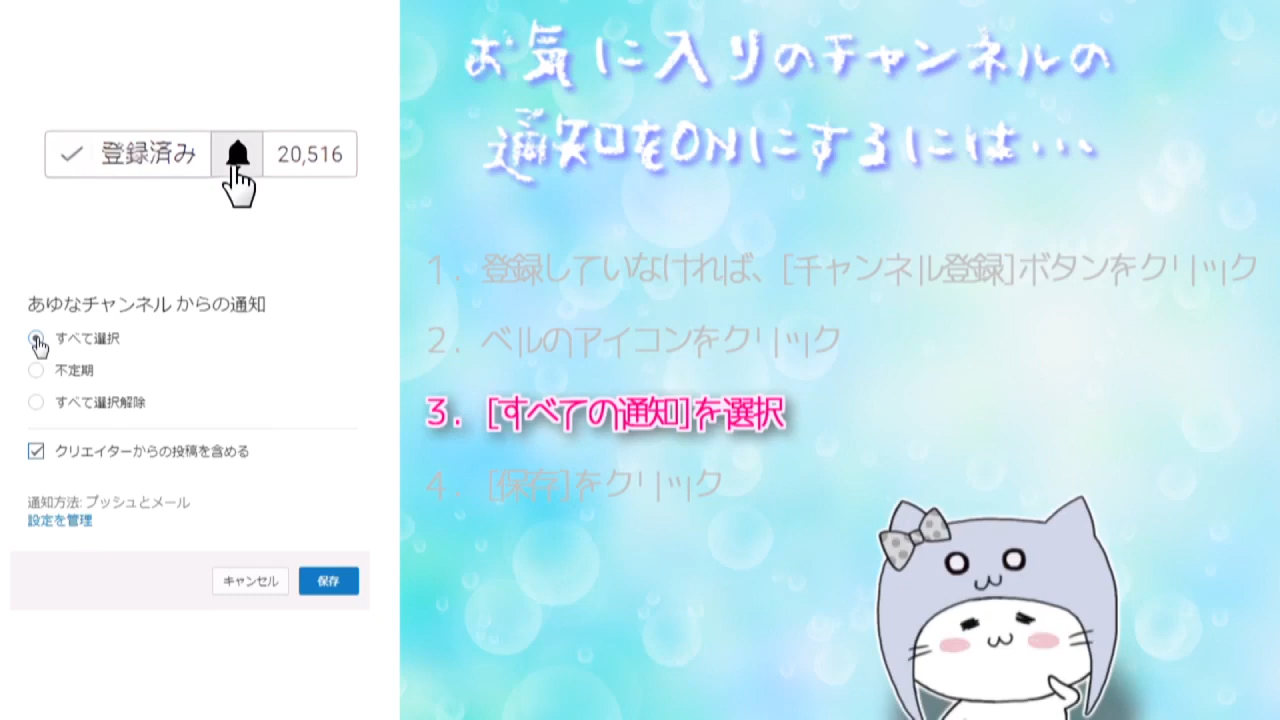 登録済み 20,516
あゆなチャンネル からの通知
すべて選択
不定期
すべて選択解除
クリエイターからの投稿を含める
通知方法: プッシュとメール
設定を管理
キャンセル 保存
お気に入りのチャンネルの
通知をONにするには・・・
1. 登録していなければ、[チャンネル登録]ボタンをクリック
2. ベルのアイコンをクリック
3. [すべての通知]を選択
4. [保存]をクリック